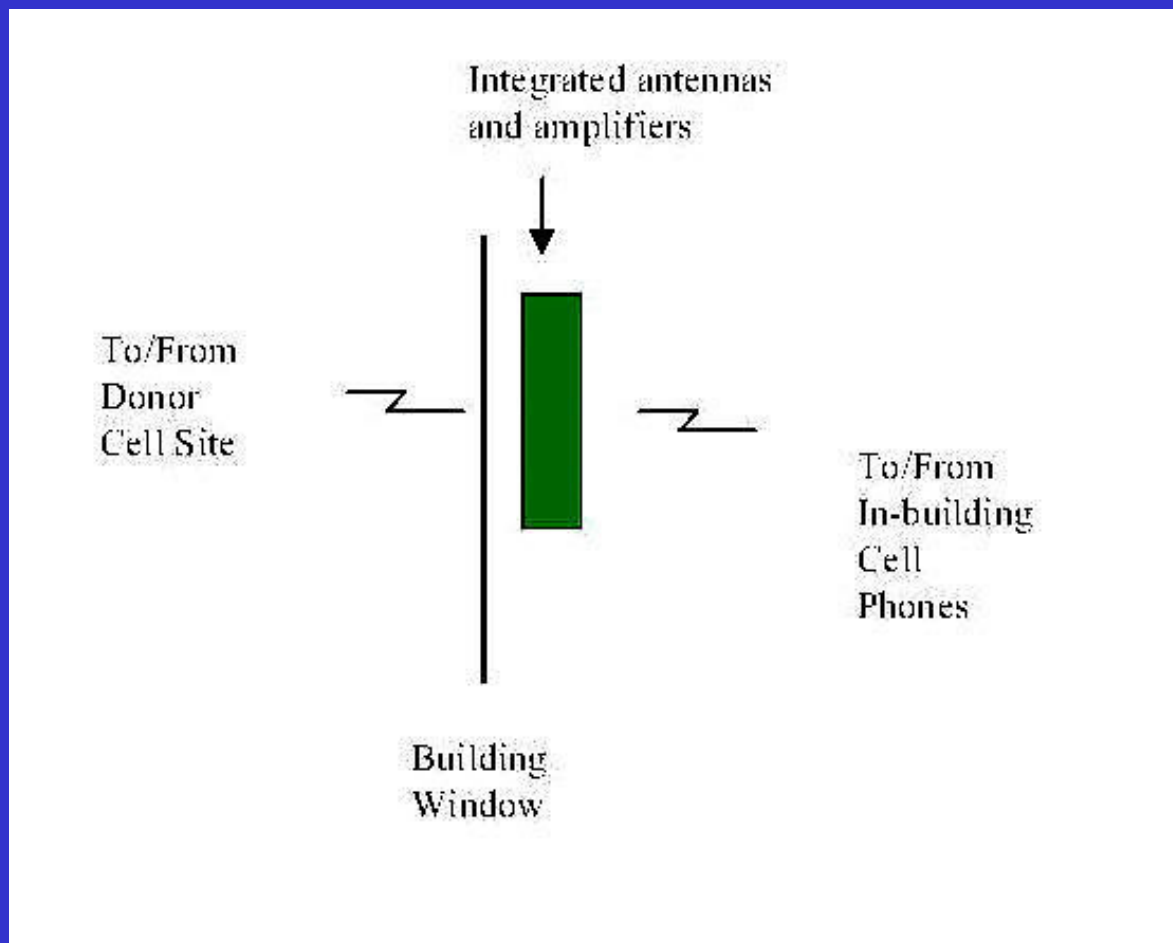 Integrated antennas
and amplifiers
To/From
Donor
Cell Site
To/From
In-building
Cell
Phones
Building
Window